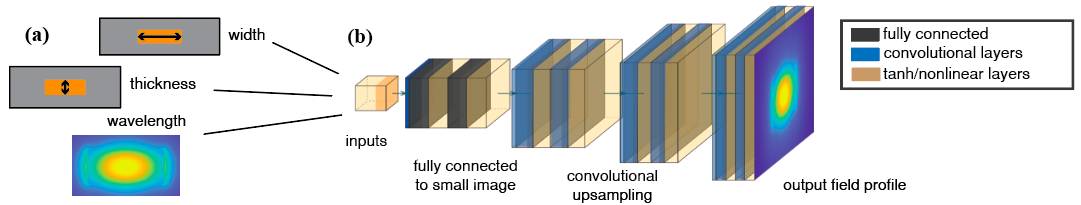 (a)
width
thickness
wavelength
(b)
inputs
fully connected
to small image
convolutional
upsampling
output field profile
fully connected
convolutional layers
tanh/nonlinear layers